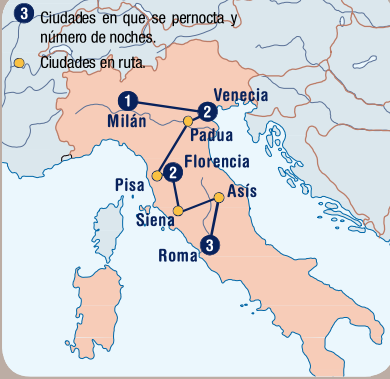 3 Ciudades en que se pernocta y
número de noches.
Ciudades en ruta.
Venecia
1
2
Milán
Padua
Florencia
2
Pisa
Asís
Siena
Roma 3